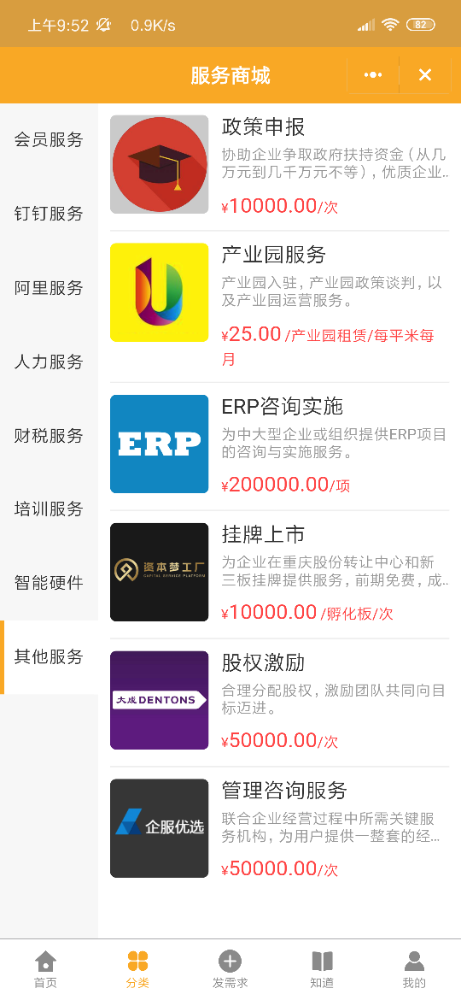 上午9:52
0.9K/s
82
服务商城
会员服务
钉钉服务
阿里服务
人力服务
财税服务
培训服务
智能硬件
其他服务
政策申报
协助企业争取政府扶持资金（从几
万元到几千万元不等），优质企业..
¥10000.00/次
产业园服务
产业园入驻，产业园政策谈判，以
及产业园运营服务。
¥25.00 /产业园租赁/每平米每
月
ERP
ERP咨询实施
为中大型企业或组织提供ERP项目
的咨询与实施服务。
¥200000.00/项
资本梦工厂
CAPITAL SERVICE PLATFORM
挂牌上市
为企业在重庆股份转让中心和新
三板挂牌提供服务，前期免费，成..
¥10000.00 /孵化板/次
大成DENTONS
股权激励
合理分配股权，激励团队共同向目
标迈进。
¥50000.00/次
企服优选
管理咨询服务
联合企业经营过程中所需关键服
务机构，为用户提供一整套的经...
¥50000.00/次
首页
分类
发需求
知道
我的